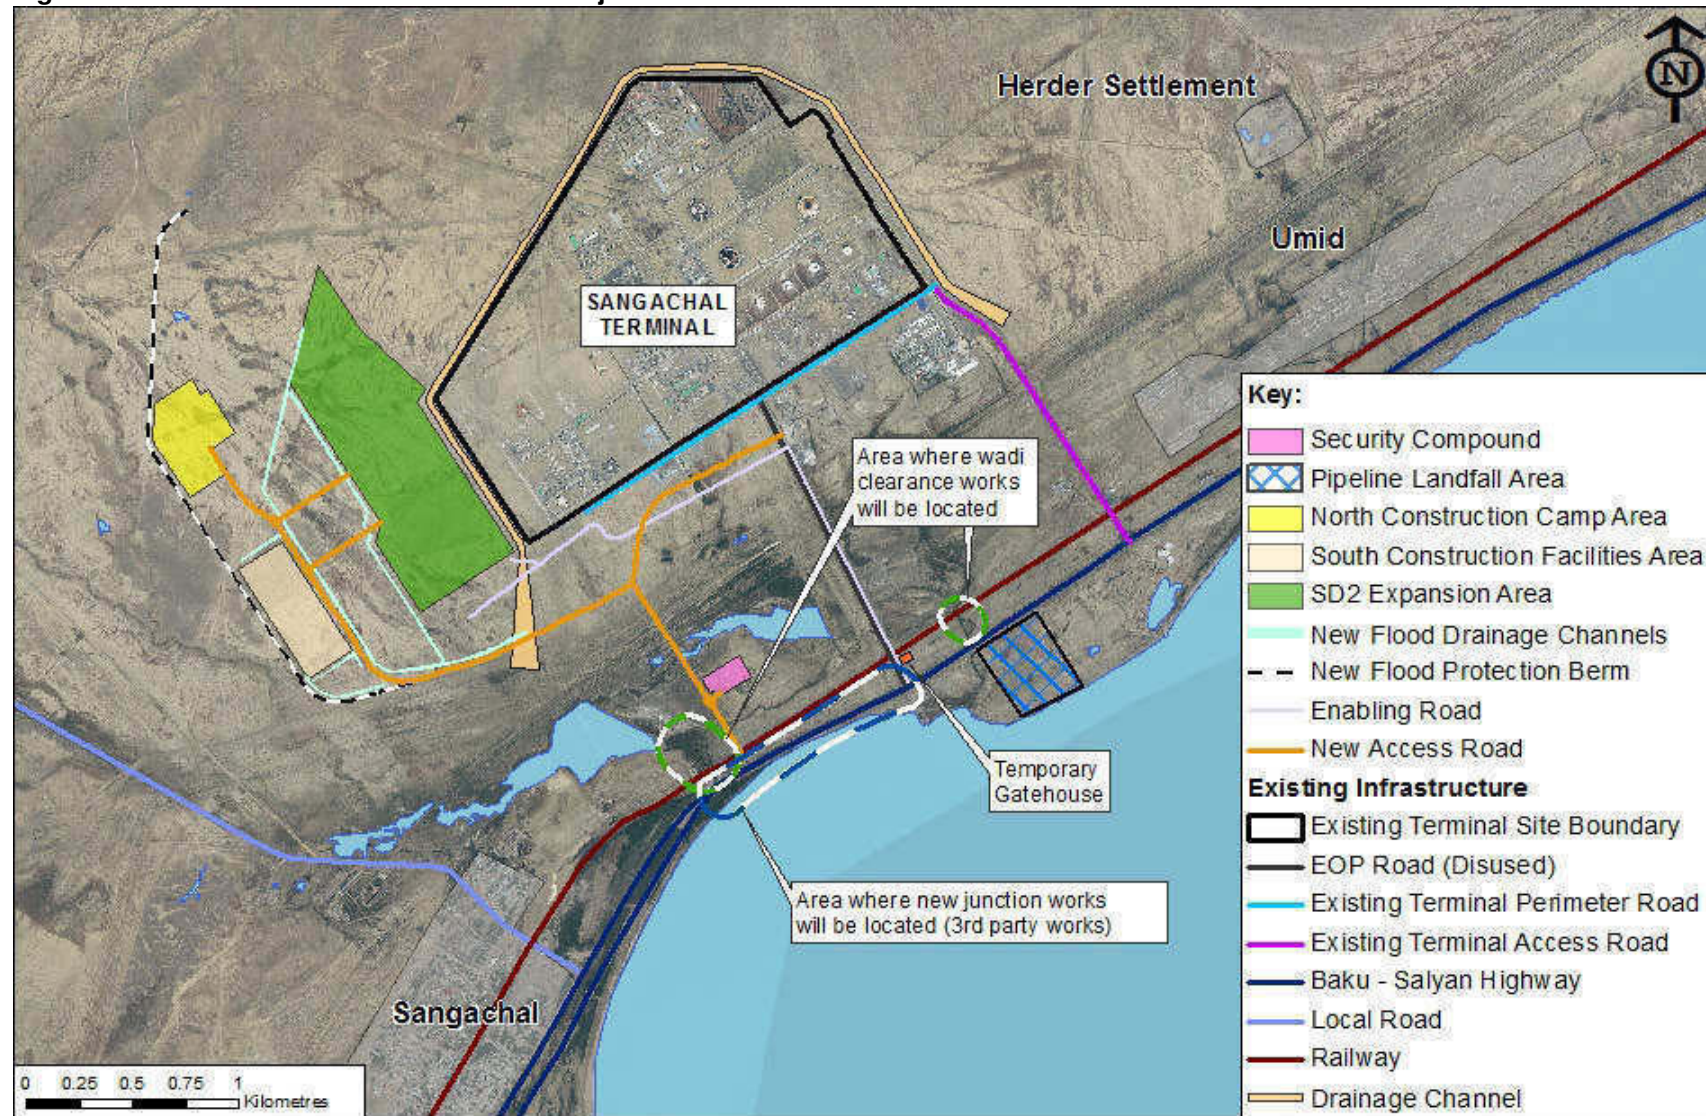 N
Herder Settlement
Umid
SANGACHAL
TERMINAL
Area where wadi
clearance works
will be located
Temporary
Gatehouse
Area where new junction works
will be located (3rd party works)
Sangachal
0 0.25 0.5 0.75 1
Kilometres
Key:
Security Compound
Pipeline Landfall Area
North Construction Camp Area
South Construction Facilities Area
SD2 Expansion Area
New Flood Drainage Channels
New Flood Protection Berm
Enabling Road
New Access Road
Existing Infrastructure
Existing Terminal Site Boundary
EOP Road (Disused)
Existing Terminal Perimeter Road
Existing Terminal Access Road
Baku - Salyan Highway
Local Road
Railway
Drainage Channel